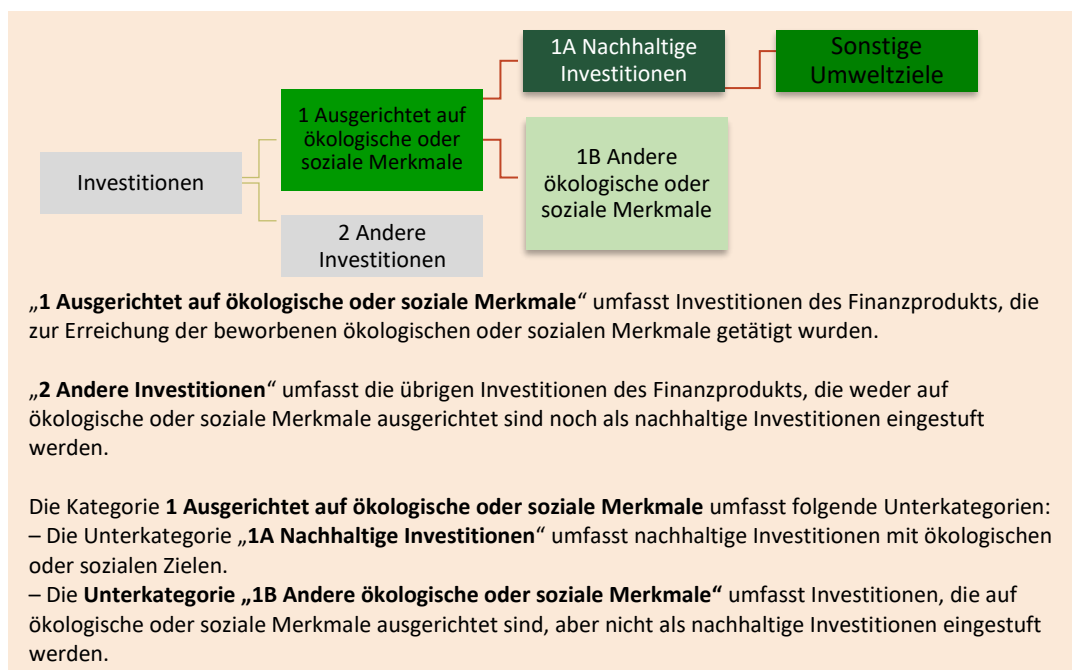 1A Nachhaltige
Investitionen
Sonstige
Umweltziele
1 Ausgerichtet auf
ökologische oder
soziale Merkmale
1B Andere
ökologische oder
soziale Merkmale
Investitionen
2 Andere
Investitionen
„1 Ausgerichtet auf ökologische oder soziale Merkmale“ umfasst Investitionen des Finanzprodukts, die
zur Erreichung der beworbenen ökologischen oder sozialen Merkmale getätigt wurden.
„2 Andere Investitionen“ umfasst die übrigen Investitionen des Finanzprodukts, die weder auf
ökologische oder soziale Merkmale ausgerichtet sind noch als nachhaltige Investitionen eingestuft
werden.
Die Kategorie 1 Ausgerichtet auf ökologische oder soziale Merkmale umfasst folgende Unterkategorien:
– Die Unterkategorie „1A Nachhaltige Investitionen“ umfasst nachhaltige Investitionen mit ökologischen
oder sozialen Zielen.
– Die Unterkategorie „1B Andere ökologische oder soziale Merkmale“ umfasst Investitionen, die auf
ökologische oder soziale Merkmale ausgerichtet sind, aber nicht als nachhaltige Investitionen eingestuft
werden.